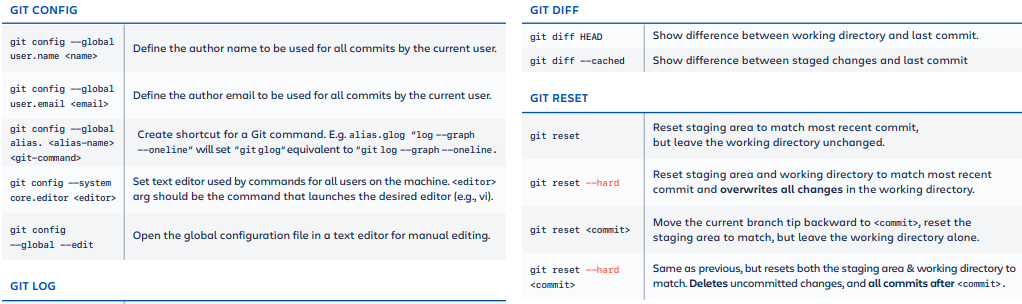 GIT CONFIG
git config --global
user.name <name>
Define the author name to be used for all commits by the current user.
git config --global
user.email <email>
Define the author email to be used for all commits by the current user.
git config --global
alias. <alias-name>
<git-command>
Create shortcut for a Git command. E.g. alias.glog “log --graph
--oneline” will set “git glog” equivalent to “git log --graph --oneline.
git config --system
core.editor <editor>
Set text editor used by commands for all users on the machine. <editor>
arg should be the command that launches the desired editor (e.g., vi).
git config
--global --edit
Open the global configuration file in a text editor for manual editing.
GIT LOG
GIT DIFF
git diff HEAD
Show difference between working directory and last commit.
git diff --cached
Show difference between staged changes and last commit
GIT RESET
git reset
Reset staging area to match most recent commit,
but leave the working directory unchanged.
git reset --hard
Reset staging area and working directory to match most recent
commit and overwrites all changes in the working directory.
git reset <commit>
Move the current branch tip backward to <commit>, reset the
staging area to match, but leave the working directory alone.
git reset --hard
<commit>
Same as previous, but resets both the staging area & working directory to
match. Deletes uncommitted changes, and all commits after <commit>.